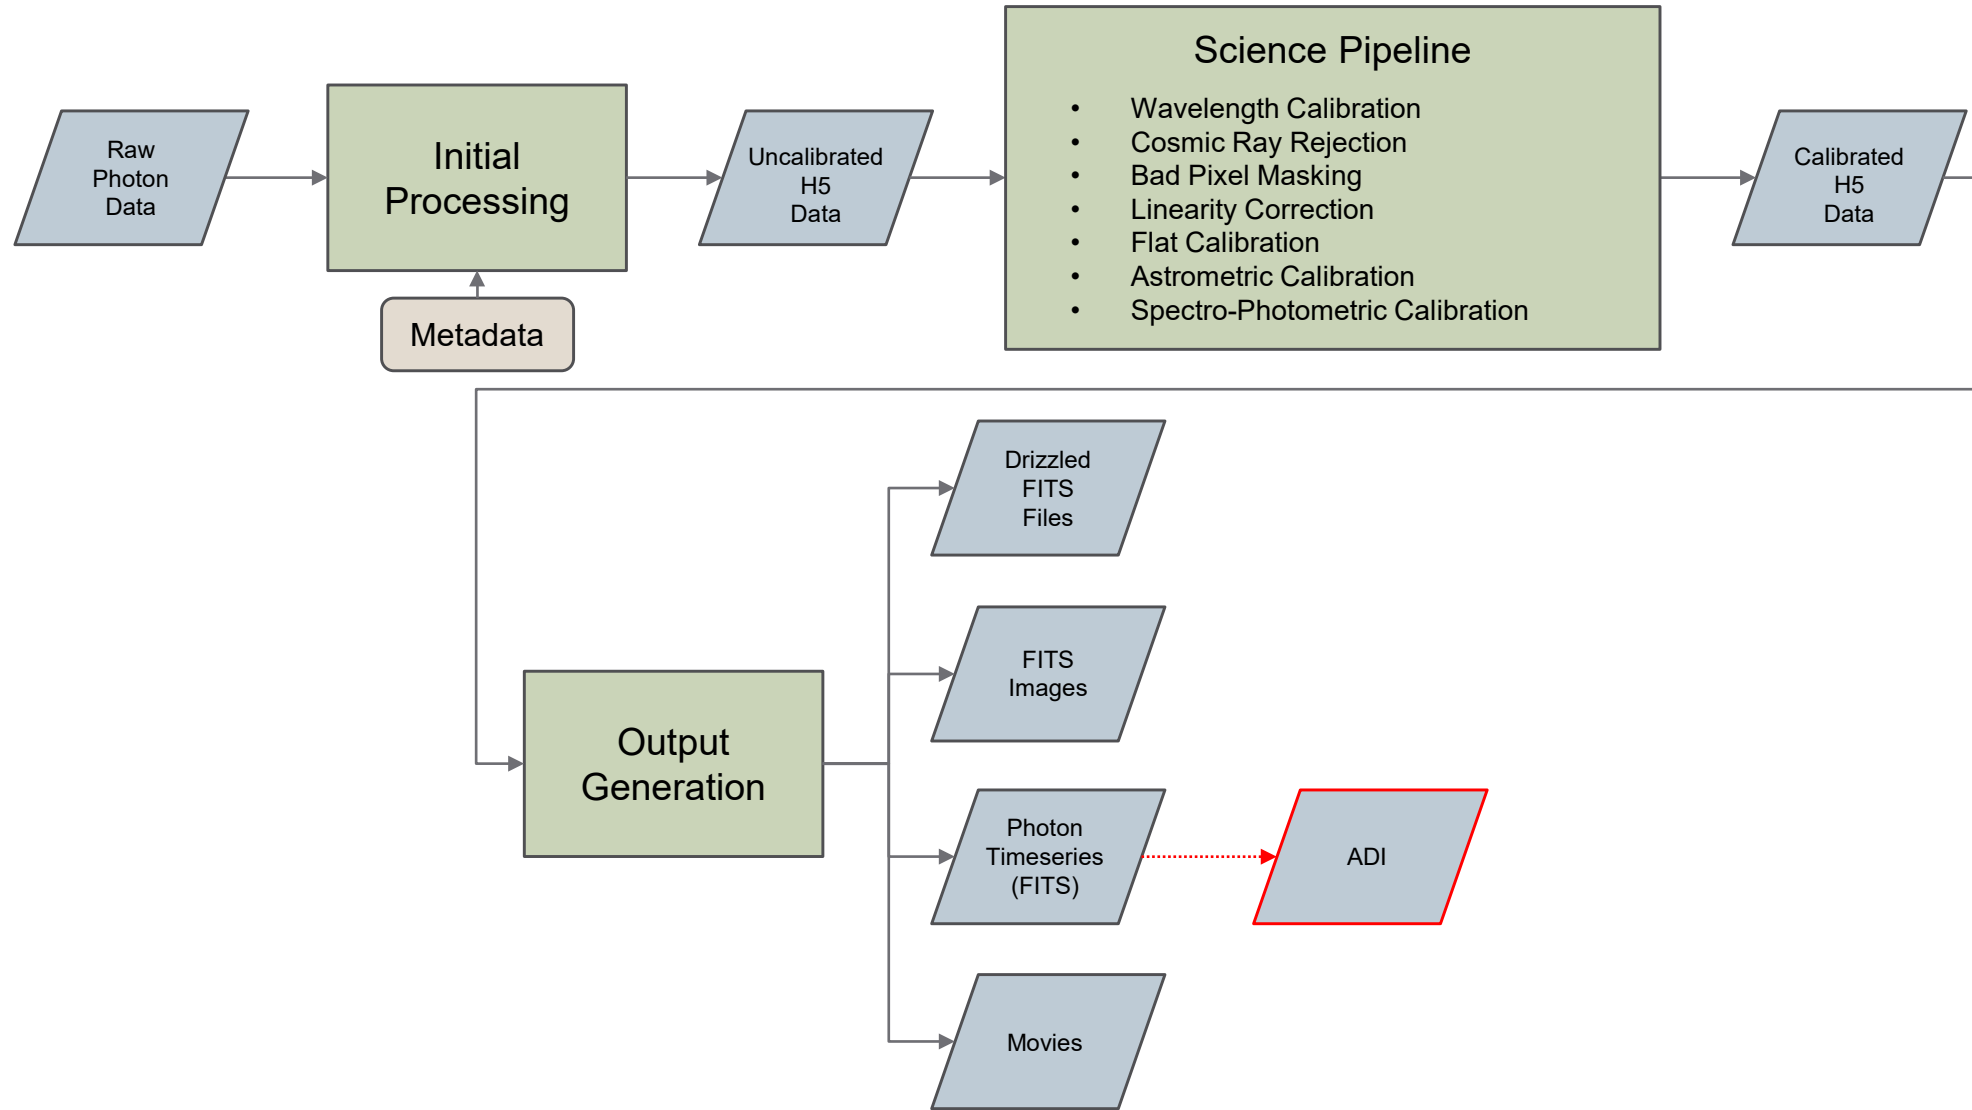 Raw
Photon
Data
Initial
Processing
Metadata
Uncalibrated
H5
Data
Science Pipeline
• Wavelength Calibration
• Cosmic Ray Rejection
• Bad Pixel Masking
• Linearity Correction
• Flat Calibration
• Astrometric Calibration
• Spectro-Photometric Calibration
Calibrated
H5
Data
Output
Generation
Drizzled
FITS
Files
FITS
Images
Photon
Timeseries
(FITS)
ADI
Movies